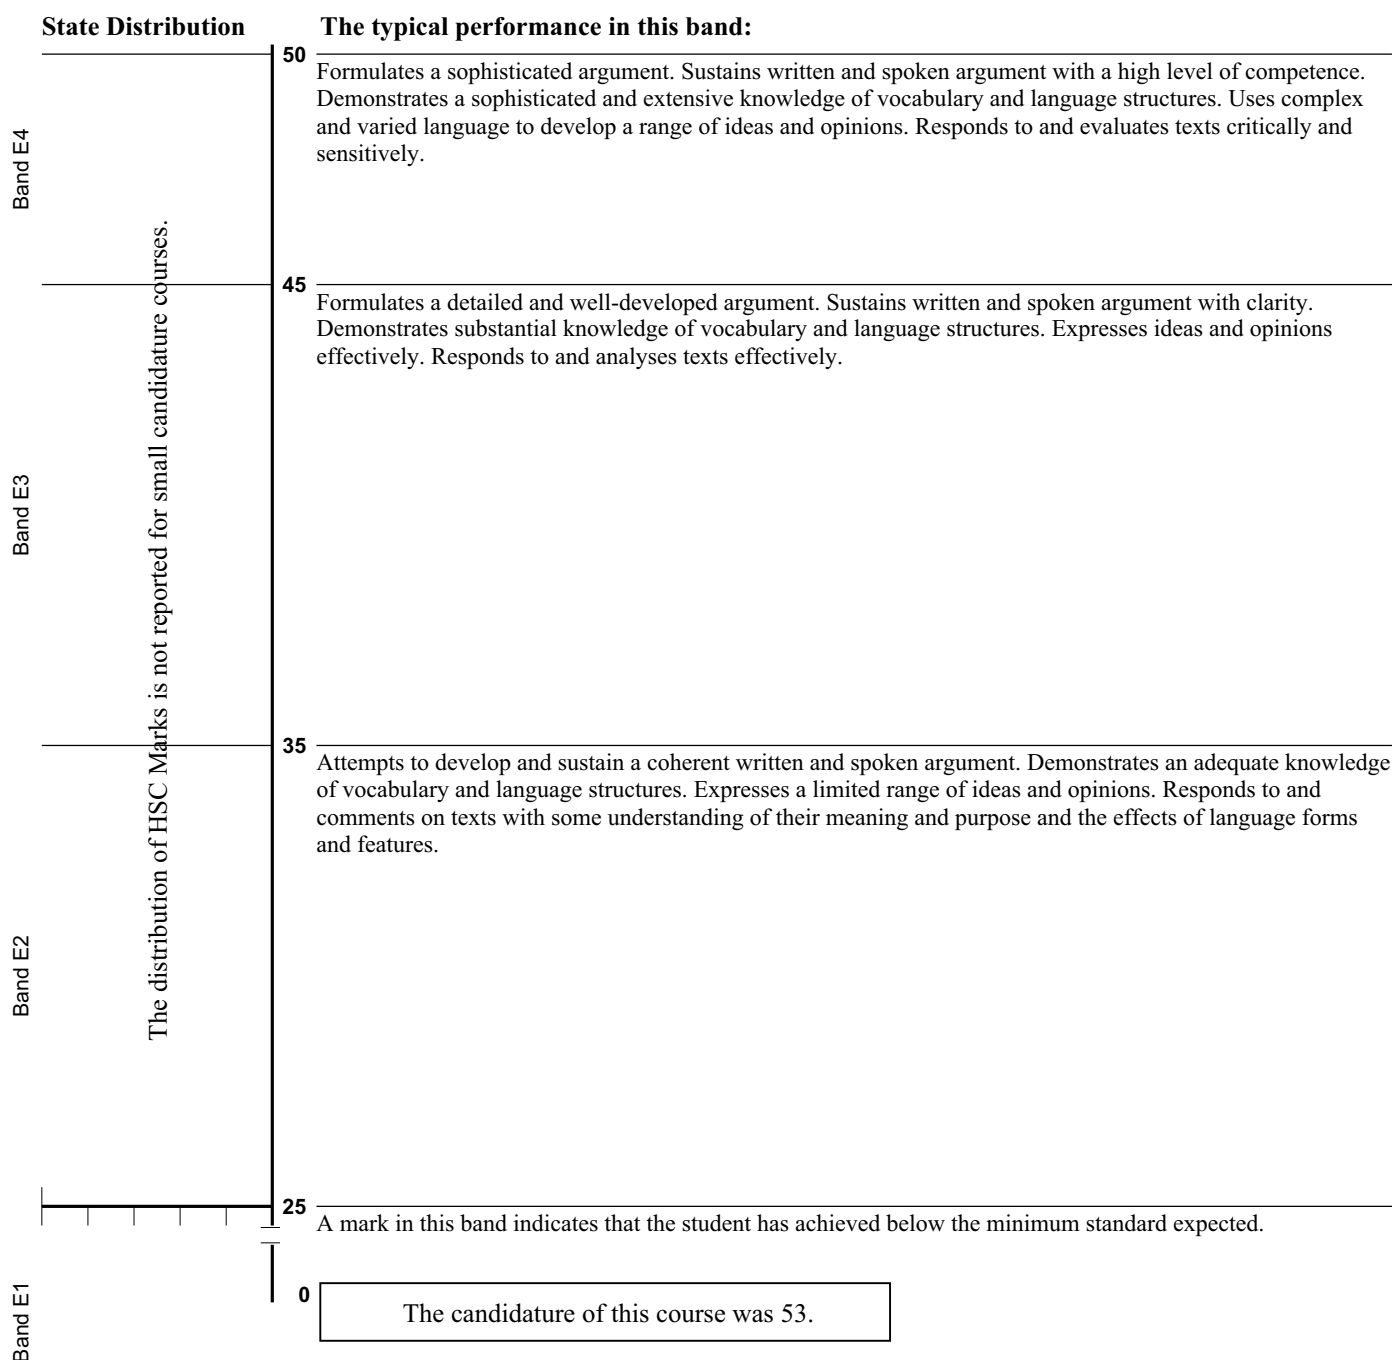 State Distribution
The typical performance in this band:
50
Formulates a sophisticated argument. Sustains written and spoken argument with a high level of competence.
Demonstrates a sophisticated and extensive knowledge of vocabulary and language structures. Uses complex
and varied language to develop a range of ideas and opinions. Responds to and evaluates texts critically and
sensitively.
Band E4
The distribution of HSC Marks is not reported for small candidature courses.
45
Formulates a detailed and well-developed argument. Sustains written and spoken argument with clarity.
Demonstrates substantial knowledge of vocabulary and language structures. Expresses ideas and opinions
effectively. Responds to and analyses texts effectively.
Band E3
35
Attempts to develop and sustain a coherent written and spoken argument. Demonstrates an adequate knowledge
of vocabulary and language structures. Expresses a limited range of ideas and opinions. Responds to and
comments on texts with some understanding of their meaning and purpose and the effects of language forms
and features.
Band E2
25
A mark in this band indicates that the student has achieved below the minimum standard expected.
Band E1
0
The candidature of this course was 53.